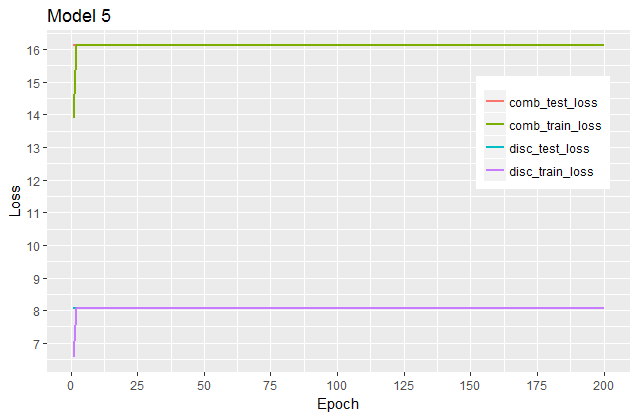 Model 5
16
15
14
13
12
11
10
9
8
7
Loss
comb_test_loss
comb_train_loss
disc_test_loss
disc_train_loss
0 25 50 75 100 125 150 175 200
Epoch